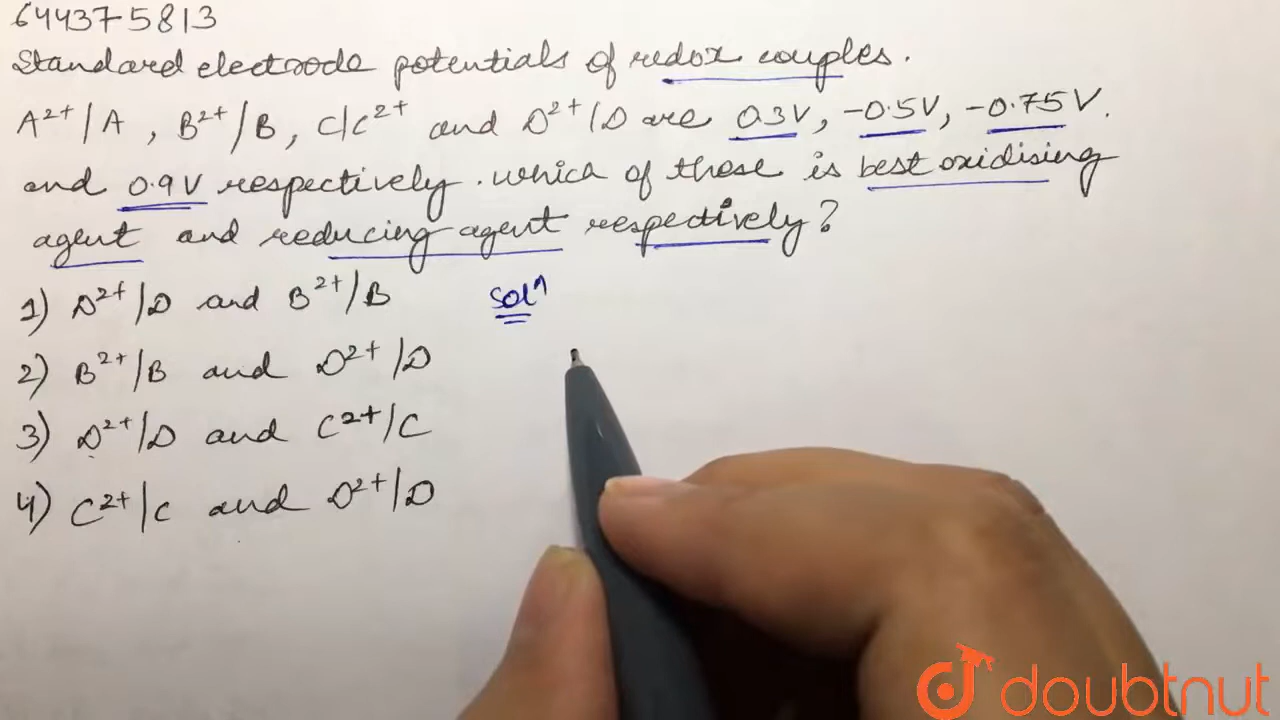 644375813
Standard electrode potentials of redox couples.
A²⁺/A, B²⁺/B, C/C²⁺ and D²⁺/D are 0.3V, -0.5V, -0.75V.
and 0.9V respectively. which of these is best oxidising
agent and reducing agent respectively?
1) D²⁺/D and B²⁺/B
Solⁿ
2) B²⁺/B and D²⁺/D
3) D²⁺/D and C²⁺/C
4) C²⁺/C and D²⁺/D
doubtnut